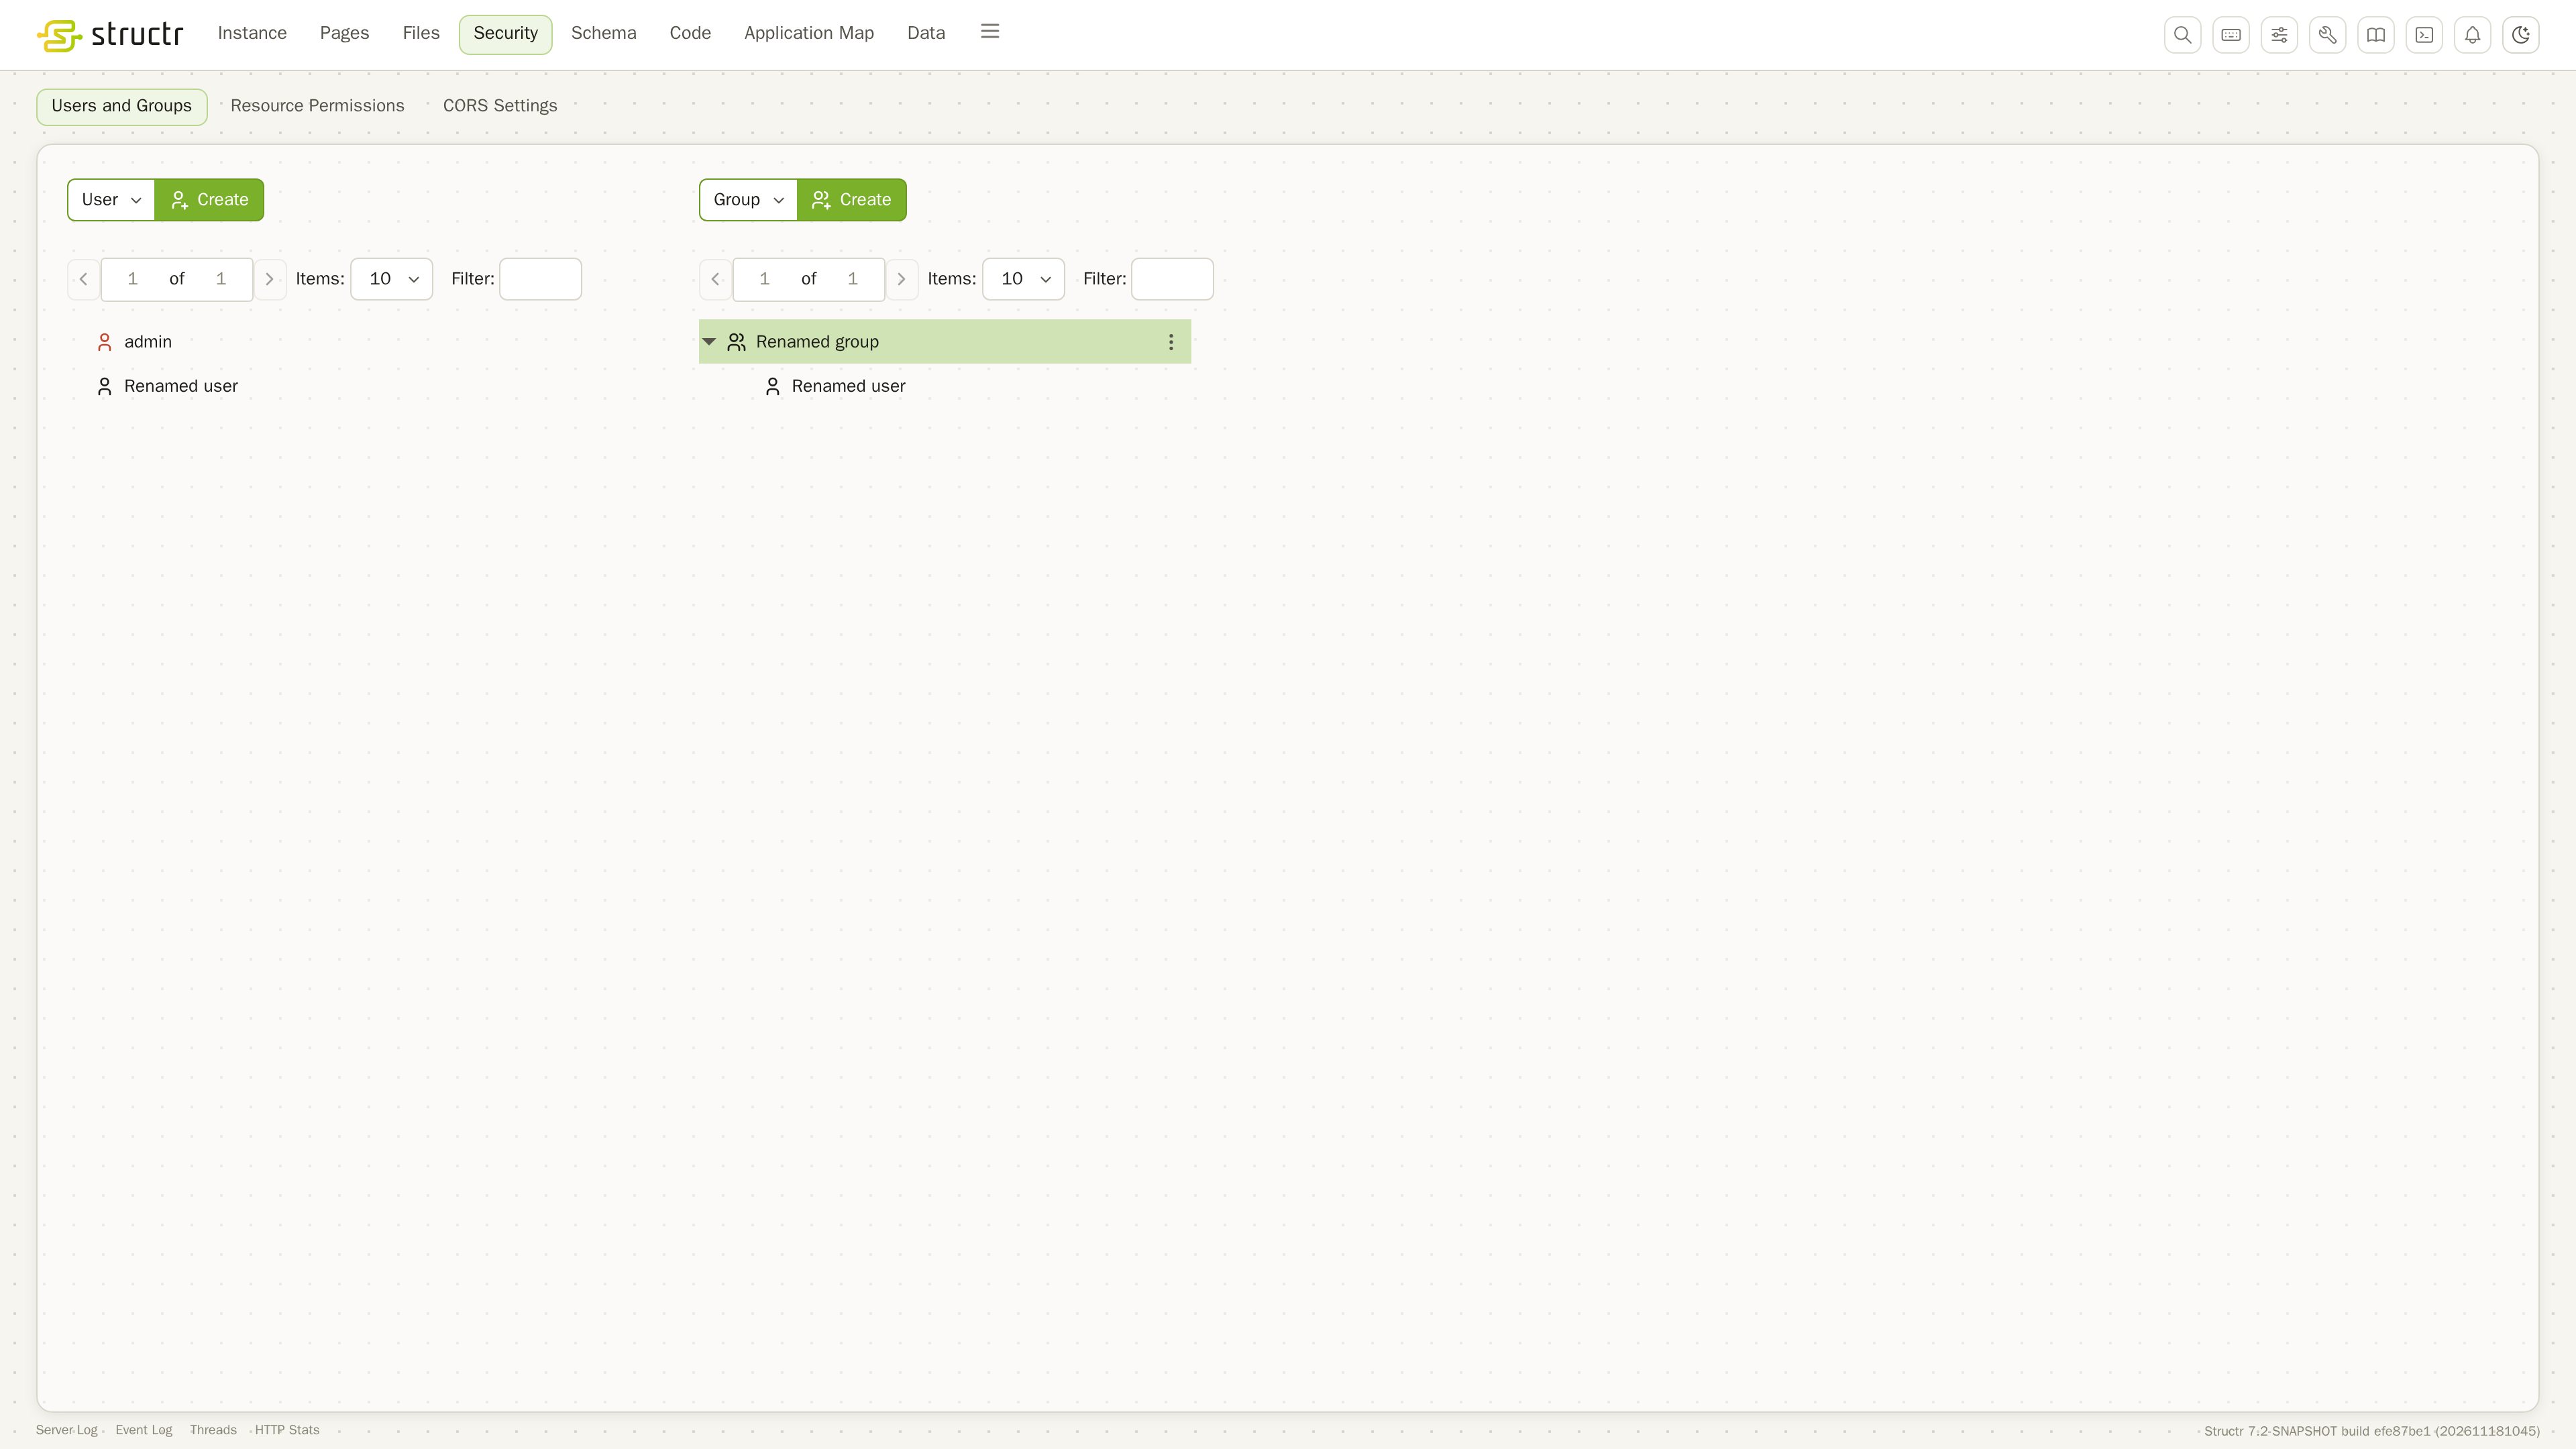 structr Instance Pages Files Security Schema Code Application Map Data
Users and Groups Resource Permissions CORS Settings
User Create Group Create
1 of 1 Items: 10 Filter: 1 of 1 Items: 10 Filter:
admin Renamed group
Renamed user Renamed user
Server Log Event Log Threads HTTP Stats Structr 7.2-SNAPSHOT build efe87be1 (202611181045)